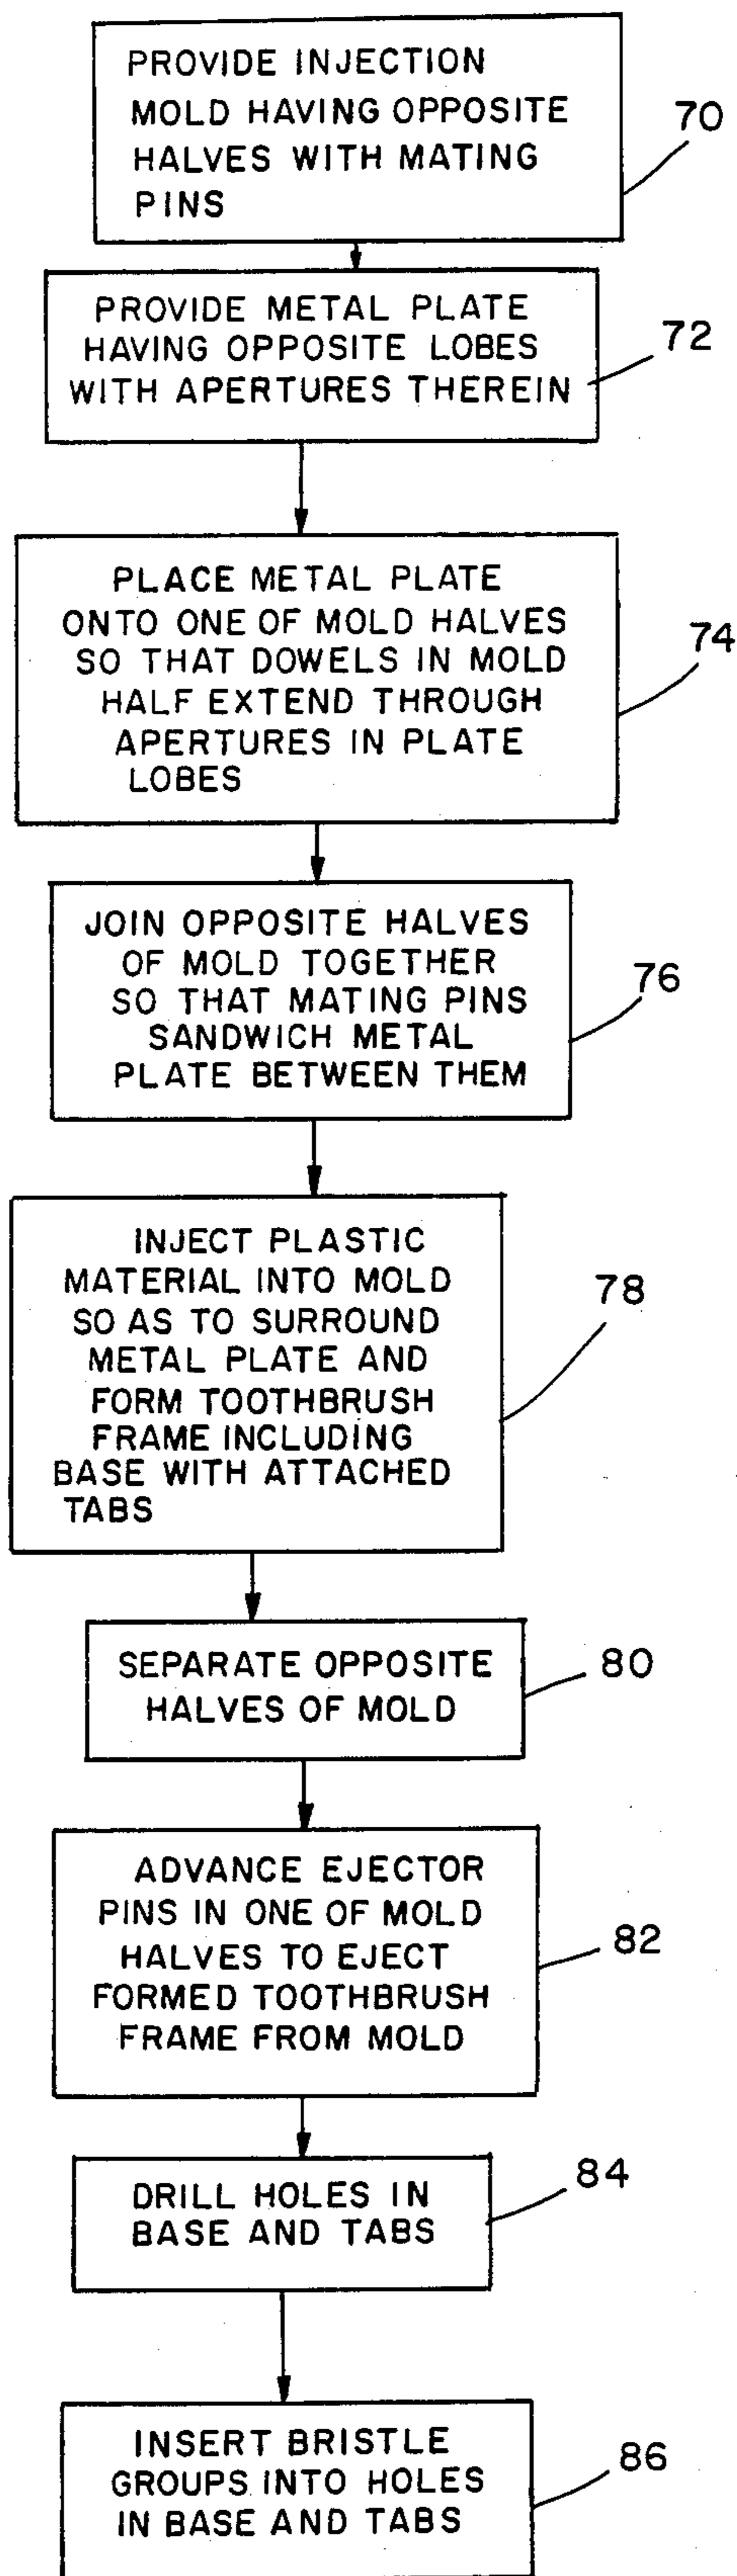 PROVIDE INJECTION
MOLD HAVING OPPOSITE
HALVES WITH MATING
PINS
70
PROVIDE METAL PLATE
HAVING OPPOSITE LOBES
WITH APERTURES THEREIN
72
PLACE METAL PLATE
ONTO ONE OF MOLD HALVES
SO THAT DOWELS IN MOLD
HALF EXTEND THROUGH
APERTURES IN PLATE
LOBES
74
JOIN OPPOSITE HALVES
OF MOLD TOGETHER
SO THAT MATING PINS
SANDWICH METAL
PLATE BETWEEN THEM
76
INJECT PLASTIC
MATERIAL INTO MOLD
SO AS TO SURROUND
METAL PLATE AND
FORM TOOTHBRUSH
FRAME INCLUDING
BASE WITH ATTACHED
TABS
78
SEPARATE OPPOSITE
HALVES OF MOLD
80
ADVANCE EJECTOR
PINS IN ONE OF MOLD
HALVES TO EJECT
FORMED TOOTHBRUSH
FRAME FROM MOLD
82
DRILL HOLES IN
BASE AND TABS
84
INSERT BRISTLE
GROUPS INTO HOLES
IN BASE AND TABS
86